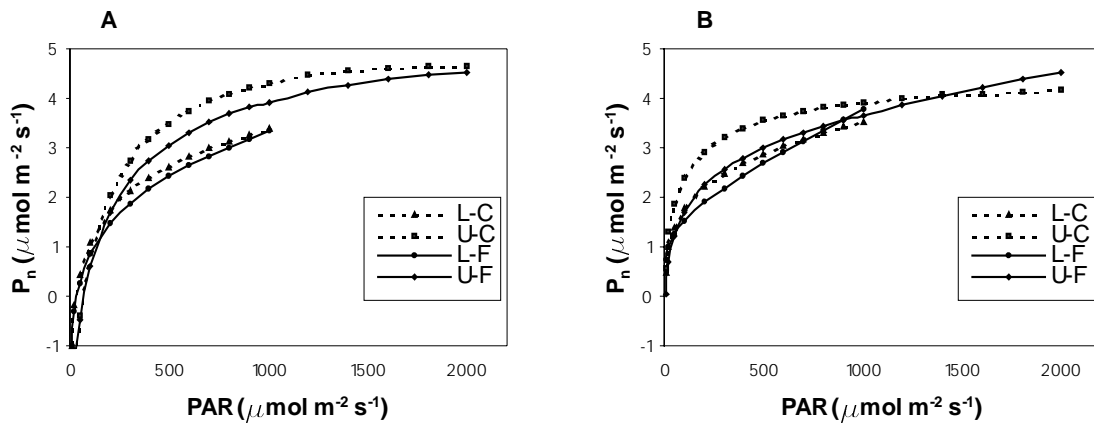 A
5
4
3
2
1
0
-1
0 500 1000 1500 2000
Pn (μmol m-2 s-1)
PAR (μmol m-2 s-1)
L-C
U-C
L-F
U-F
B
5
4
3
2
1
0
-1
0 500 1000 1500 2000
Pn (μmol m-2 s-1)
PAR (μmol m-2 s-1)
L-C
U-C
L-F
U-F